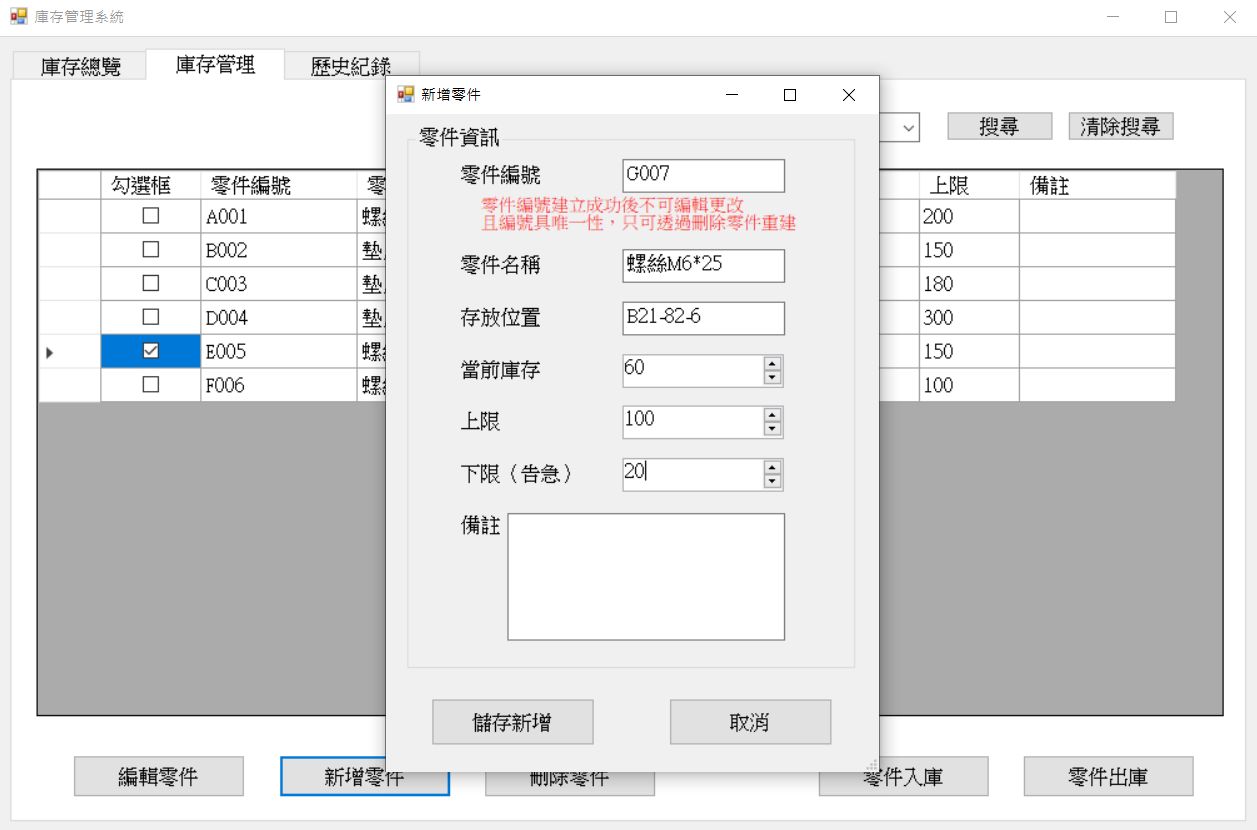 庫存管理系統
庫存總覽 庫存管理 歷史紀錄
新增零件
搜尋 清除搜尋
勾選框 零件編號 零 上限 備註
A001 螺絲 200
B002 墊 150
C003 墊 180
D004 墊 300
E005 螺絲 150
F006 螺絲 100
零件資訊
零件編號 G007
零件編號建立成功後不可編輯更改
且編號具唯一性，只可透過刪除零件重建
零件名稱 螺絲M6*25
存放位置 B21-82-6
當前庫存 60
上限 100
下限（告急） 20
備註
儲存新增 取消
編輯零件 新增零件 刪除零件 零件入庫 零件出庫